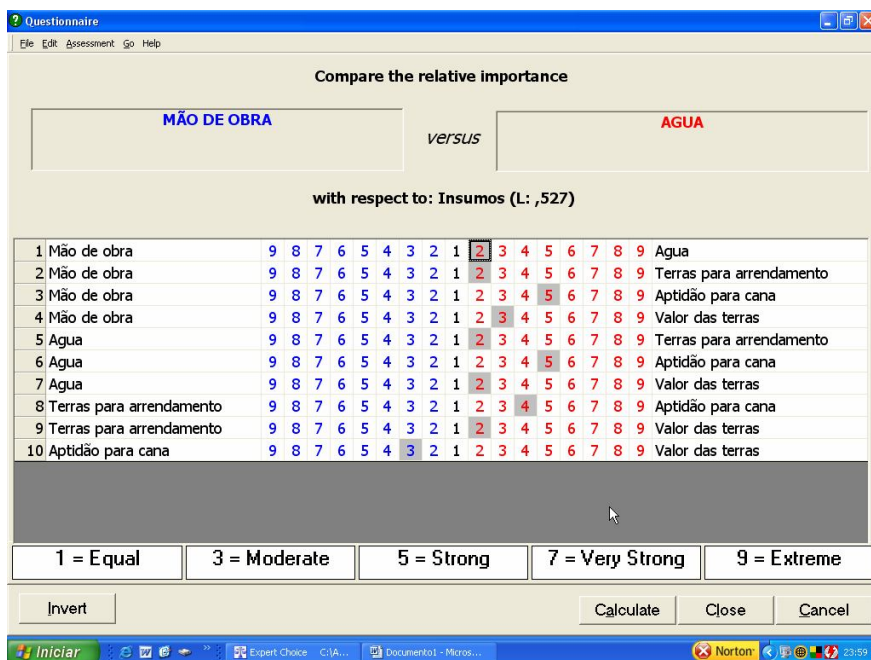 Questionnaire
File Edit Assessment Go Help
Compare the relative importance
MÃO DE OBRA
versus
AGUA
with respect to: Insumos (L: ,527)
1 Mão de obra 9 8 7 6 5 4 3 2 1 2 3 4 5 6 7 8 9 Agua
2 Mão de obra 9 8 7 6 5 4 3 2 1 2 3 4 5 6 7 8 9 Terras para arrendamento
3 Mão de obra 9 8 7 6 5 4 3 2 1 2 3 4 5 6 7 8 9 Aptidão para cana
4 Mão de obra 9 8 7 6 5 4 3 2 1 2 3 4 5 6 7 8 9 Valor das terras
5 Agua 9 8 7 6 5 4 3 2 1 2 3 4 5 6 7 8 9 Terras para arrendamento
6 Agua 9 8 7 6 5 4 3 2 1 2 3 4 5 6 7 8 9 Aptidão para cana
7 Agua 9 8 7 6 5 4 3 2 1 2 3 4 5 6 7 8 9 Valor das terras
8 Terras para arrendamento 9 8 7 6 5 4 3 2 1 2 3 4 5 6 7 8 9 Aptidão para cana
9 Terras para arrendamento 9 8 7 6 5 4 3 2 1 2 3 4 5 6 7 8 9 Valor das terras
10 Aptidão para cana 9 8 7 6 5 4 3 2 1 2 3 4 5 6 7 8 9 Valor das terras
1 = Equal 3 = Moderate 5 = Strong 7 = Very Strong 9 = Extreme
Invert Calculate Close Cancel
Iniciar Expert Choice C:\A... Documento1 - Micros... Norton 23:59